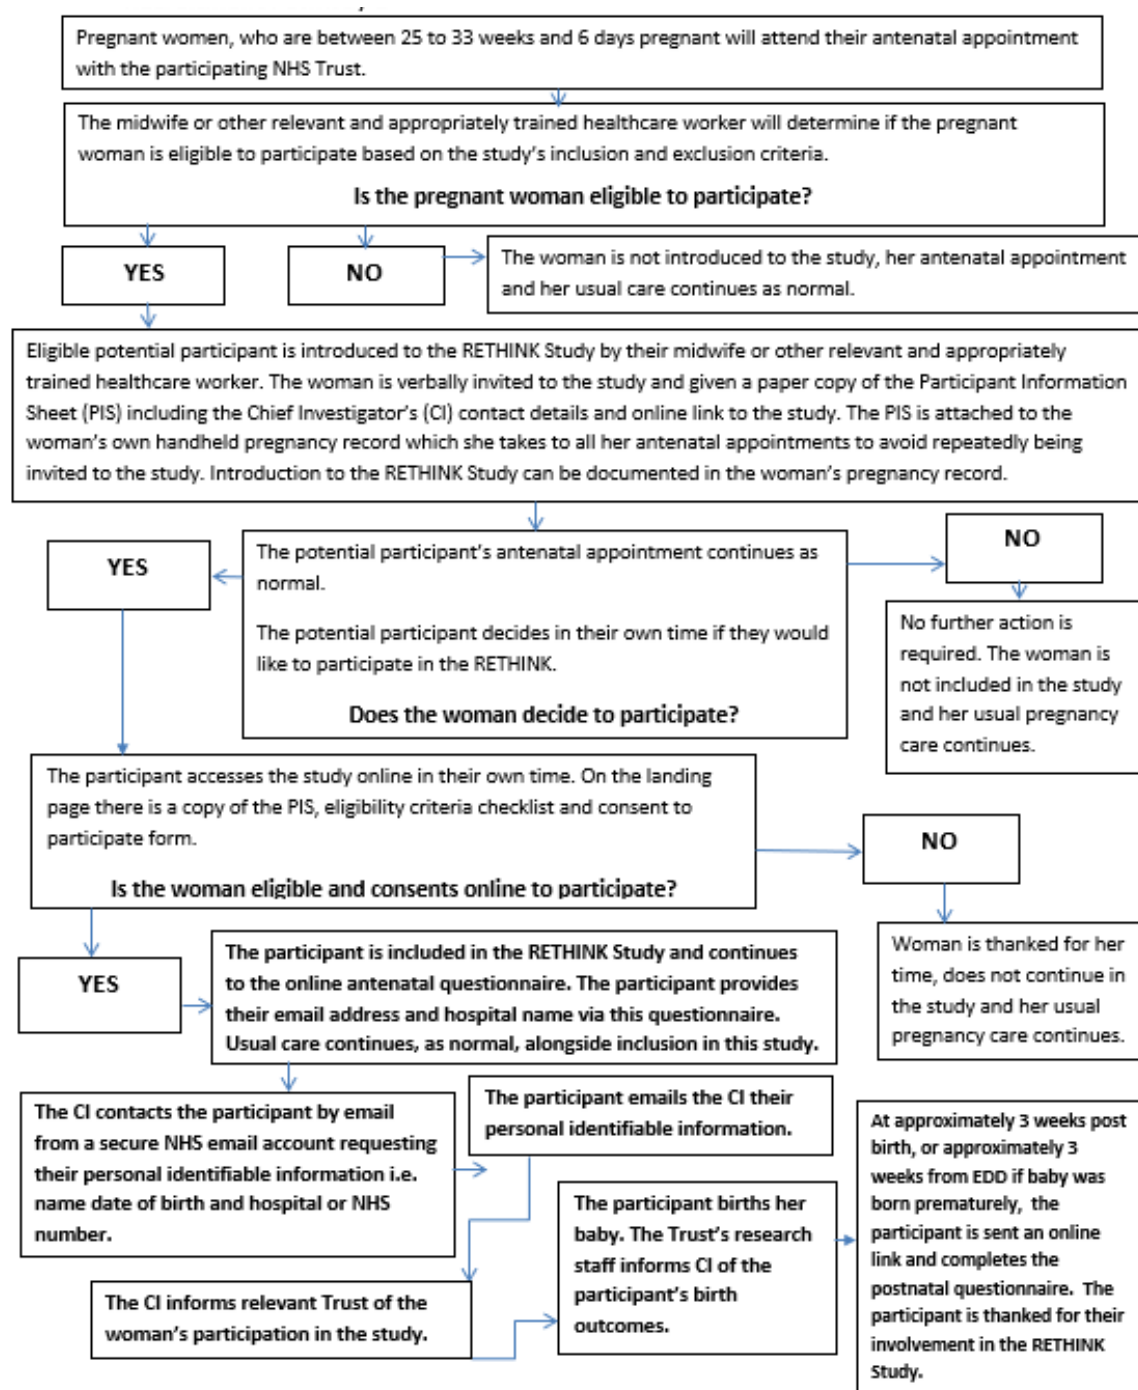 Pregnant women, who are between 25 to 33 weeks and 6 days pregnant will attend their antenatal appointment
with the participating NHS Trust.
The midwife or other relevant and appropriately trained healthcare worker will determine if the pregnant
woman is eligible to participate based on the study's inclusion and exclusion criteria.
Is the pregnant woman eligible to participate?
YES
NO
The woman is not introduced to the study, her antenatal appointment
and her usual care continues as normal.
Eligible potential participant is introduced to the RETHINK Study by their midwife or other relevant and appropriately
trained healthcare worker. The woman is verbally invited to the study and given a paper copy of the Participant Information
Sheet (PIS) including the Chief Investigator's (CI) contact details and online link to the study. The PIS is attached to the
woman's own handheld pregnancy record which she takes to all her antenatal appointments to avoid repeatedly being
invited to the study. Introduction to the RETHINK Study can be documented in the woman's pregnancy record.
YES
The potential participant's antenatal appointment continues as
normal.
The potential participant decides in their own time if they would
like to participate in the RETHINK.
Does the woman decide to participate?
NO
No further action is
required. The woman is
not included in the study
and her usual pregnancy
care continues.
The participant accesses the study online in their own time. On the landing
page there is a copy of the PIS, eligibility criteria checklist and consent to
participate form.
Is the woman eligible and consents online to participate?
NO
Woman is thanked for her
time, does not continue in
the study and her usual
pregnancy care continues.
YES
The participant is included in the RETHINK Study and continues
to the online antenatal questionnaire. The participant provides
their email address and hospital name via this questionnaire.
Usual care continues, as normal, alongside inclusion in this study.
The CI contacts the participant by email
from a secure NHS email account requesting
their personal identifiable information i.e.
name date of birth and hospital or NHS
number.
The participant emails the CI their
personal identifiable information.
The CI informs relevant Trust of the
woman's participation in the study.
The participant births her
baby. The Trust's research
staff informs CI of the
participant's birth
outcomes.
At approximately 3 weeks post
birth, or approximately 3
weeks from EDD if baby was
born prematurely, the
participant is sent an online
link and completes the
postnatal questionnaire. The
participant is thanked for their
involvement in the RETHINK
Study.